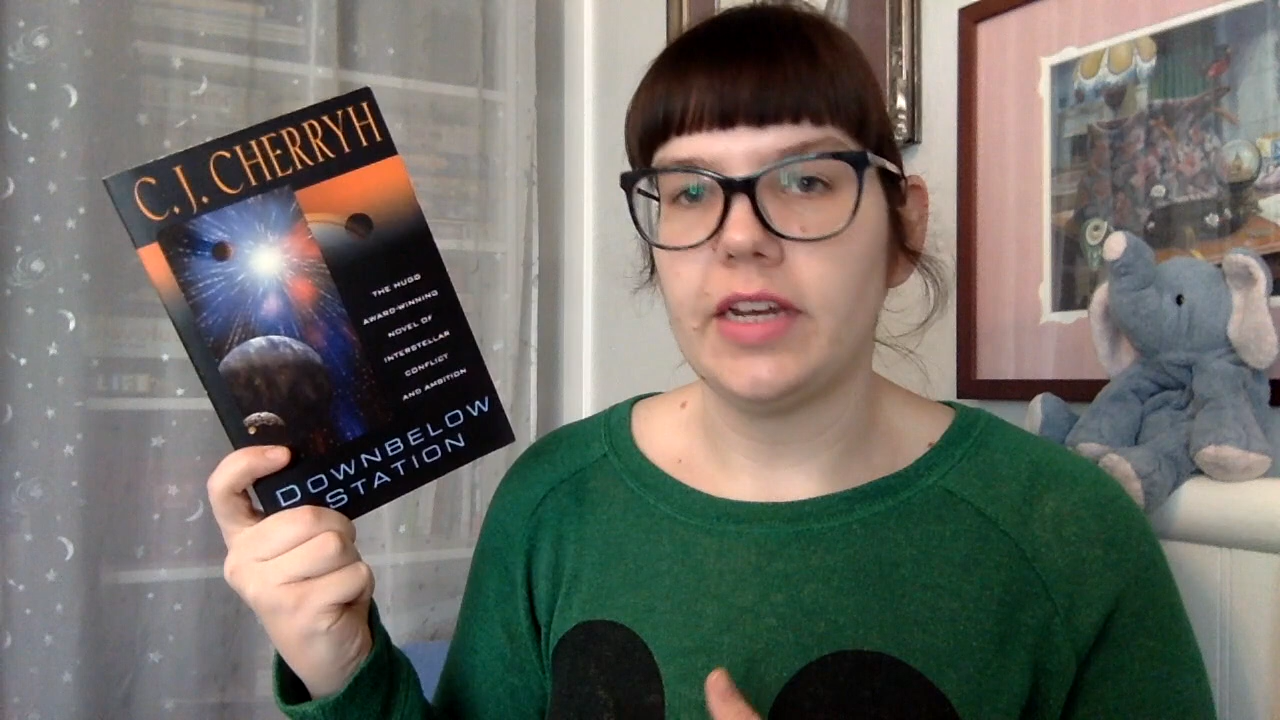 C.J. CHERRYH
THE HUGO
AWARD-WINNING
NOVEL OF
INTERSTELLAR
CONFLICT
AND AMBITION
DOWNBELOW
STATION